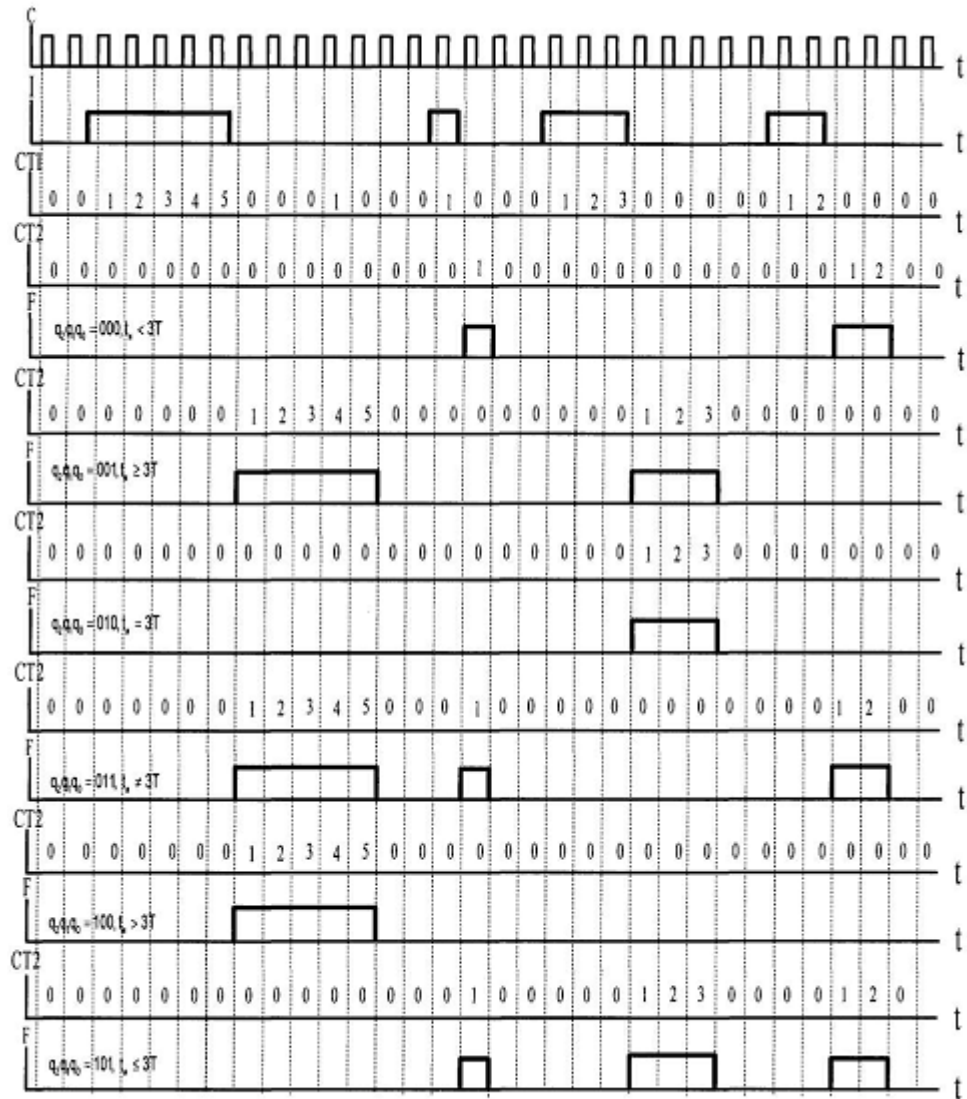 C
t
I
t
CT1
0 0 1 2 3 4 5 0 0 0 1 0 0 0 1 0 0 0 1 2 3 0 0 0 0 0 1 2 0 0 0 0
t
CT2
0 0 0 0 0 0 0 0 0 0 0 0 0 0 0 1 0 0 0 0 0 0 0 0 0 0 0 0 1 2 0 0
t
F
q₂q₁q₀ = 000, tᵤ < 3T
t
CT2
0 0 0 0 0 0 0 1 2 3 4 5 0 0 0 0 0 0 0 0 0 1 2 3 0 0 0 0 0 0 0 0
t
F
q₂q₁q₀ = 001, tᵤ ≥ 3T
t
CT2
0 0 0 0 0 0 0 0 0 0 0 0 0 0 0 0 0 0 0 0 0 1 2 3 0 0 0 0 0 0 0 0
t
F
q₂q₁q₀ = 010, tᵤ = 3T
t
CT2
0 0 0 0 0 0 0 1 2 3 4 5 0 0 0 1 0 0 0 0 0 0 0 0 0 0 0 0 1 2 0 0
t
F
q₂q₁q₀ = 011, tᵤ ≠ 3T
t
CT2
0 0 0 0 0 0 0 1 2 3 4 5 0 0 0 0 0 0 0 0 0 0 0 0 0 0 0 0 0 0 0 0
t
F
q₂q₁q₀ = 100, tᵤ > 3T
t
CT2
0 0 0 0 0 0 0 0 0 0 0 0 0 0 0 1 0 0 0 0 0 1 2 3 0 0 0 0 1 2 0
t
F
q₂q₁q₀ = 101, tᵤ ≤ 3T
t